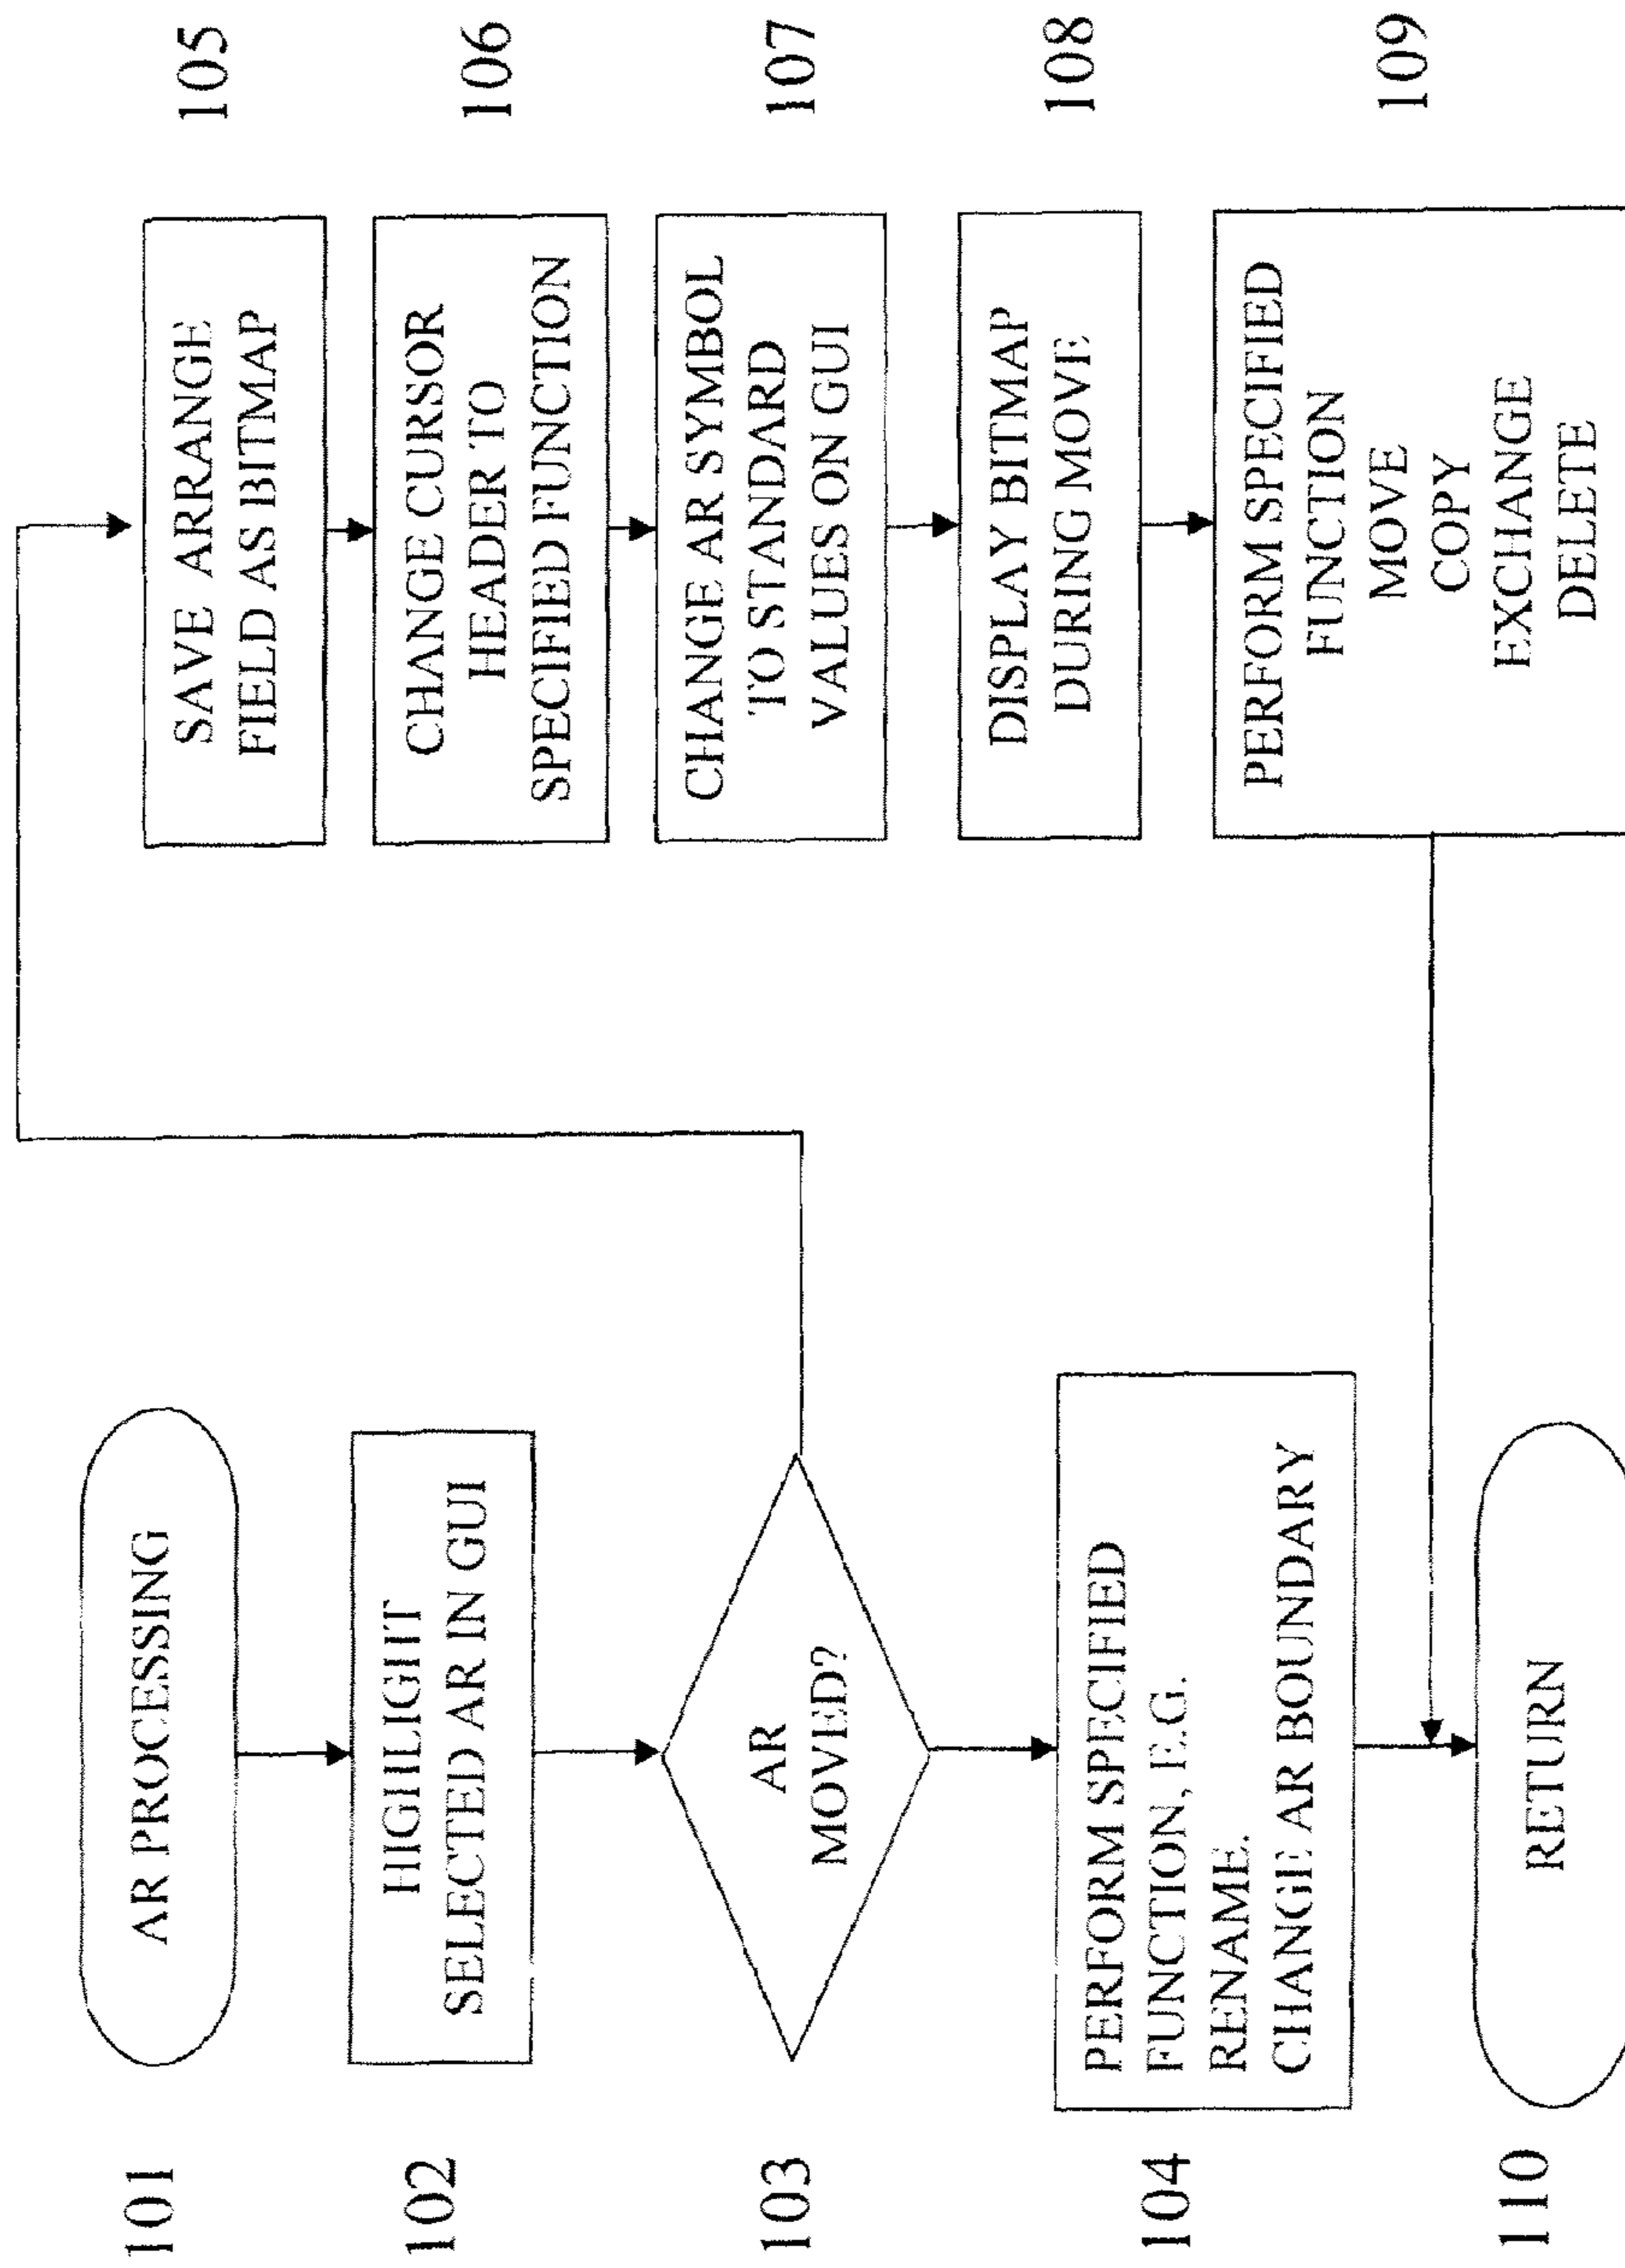 101
AR PROCESSING
102
HIGHLIGHT
SELECTED AR IN GUI
103
AR
MOVED?
104
PERFORM SPECIFIED
FUNCTION, E.G.
RENAME.
CHANGE AR BOUNDARY
110
RETURN
SAVE ARRANGE
FIELD AS BITMAP
105
CHANGE CURSOR
HEADER TO
SPECIFIED FUNCTION
106
CHANGE AR SYMBOL
TO STANDARD
VALUES ON GUI
107
DISPLAY BITMAP
DURING MOVE
108
PERFORM SPECIFIED
FUNCTION
MOVE
COPY
EXCHANGE
DELETE
109